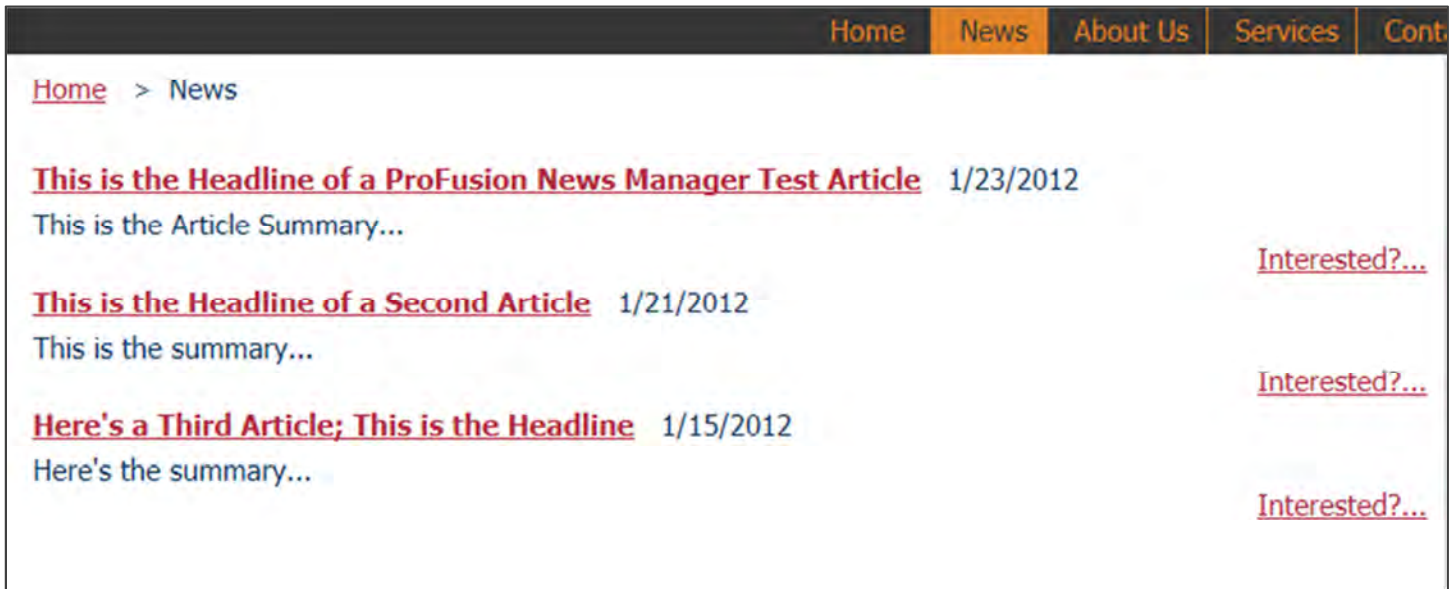 Home News About Us Services Cont
Home > News
This is the Headline of a ProFusion News Manager Test Article 1/23/2012
This is the Article Summary...
Interested?...
This is the Headline of a Second Article 1/21/2012
This is the summary...
Interested?...
Here's a Third Article; This is the Headline 1/15/2012
Here's the summary...
Interested?...